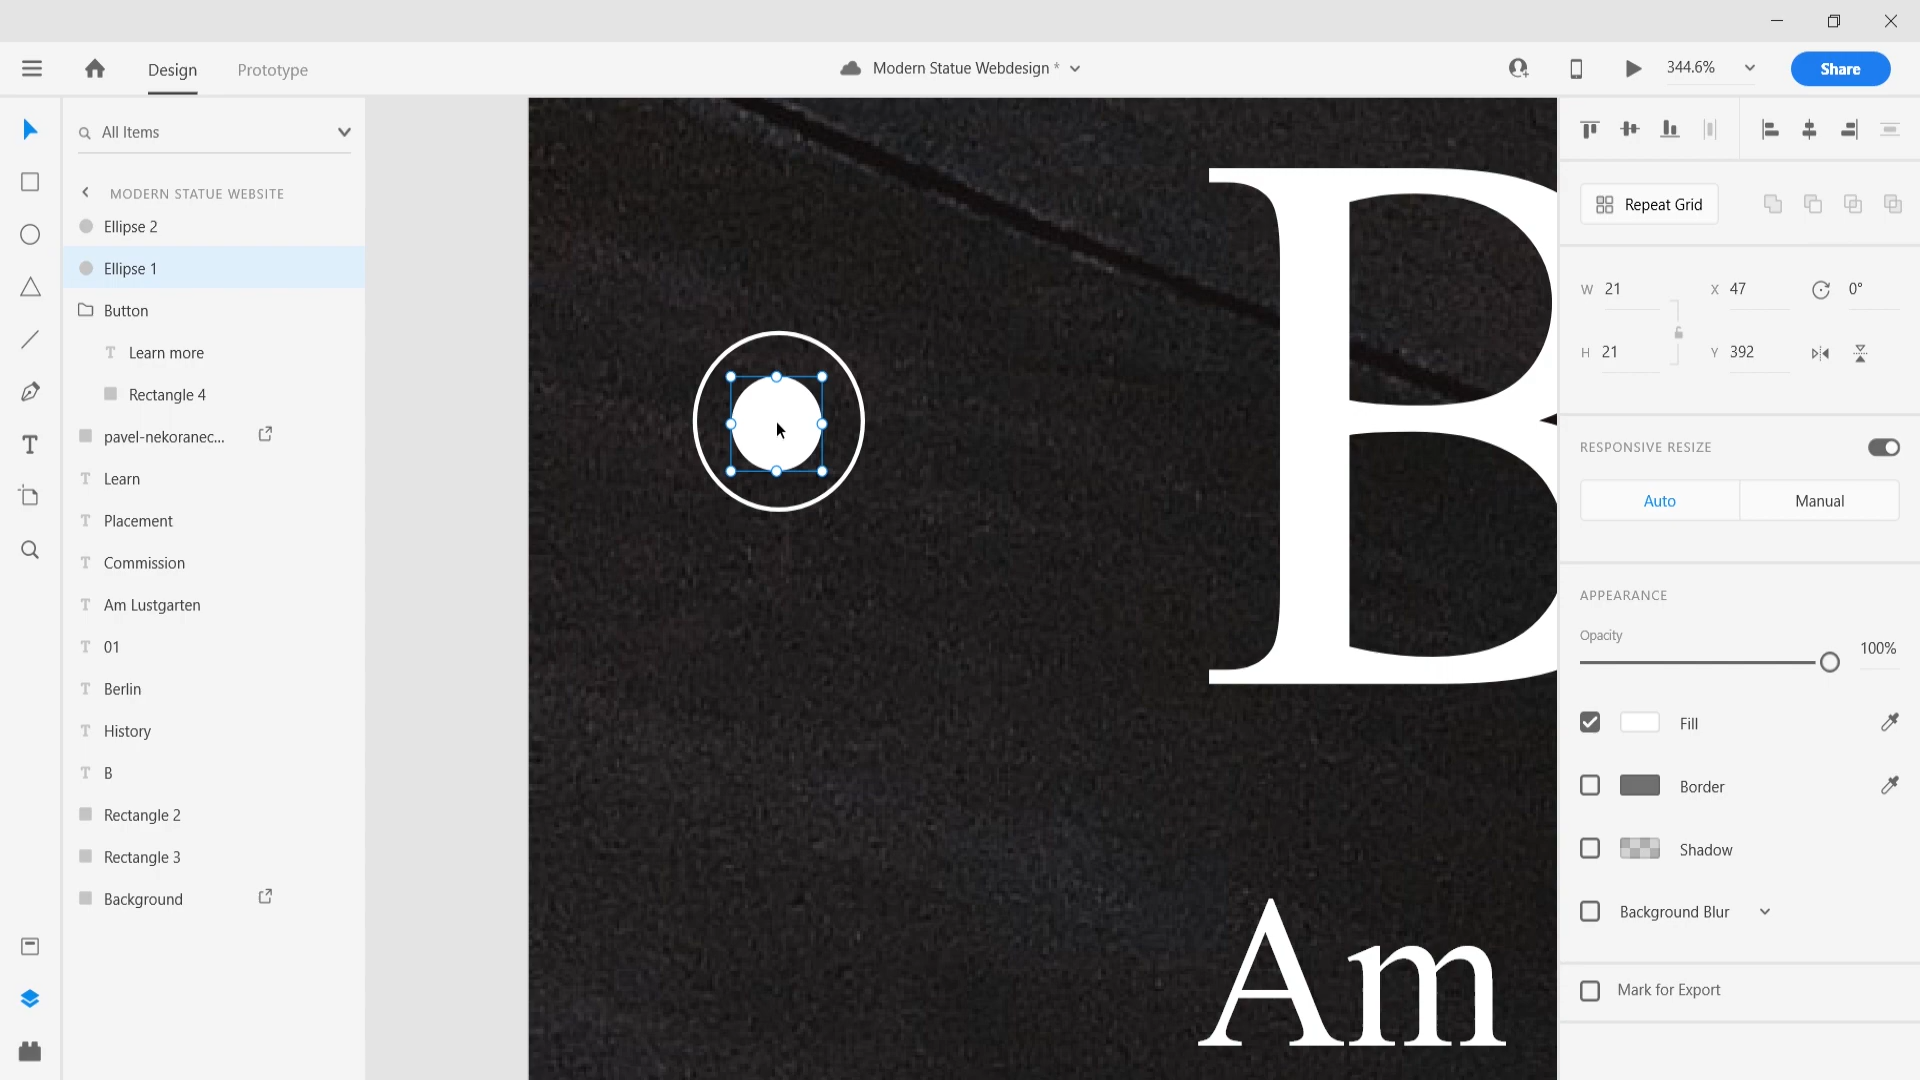 Design
Prototype
Modern Statue Webdesign *
344.6%
Share
All Items
MODERN STATUE WEBSITE
Ellipse 2
Ellipse 1
Button
T Learn more
Rectangle 4
pavel-nekoranec...
T Learn
T Placement
T Commission
T Am Lustgarten
T 01
T Berlin
T History
T B
Rectangle 2
Rectangle 3
Background
T
B
Am
Repeat Grid
W 21
X 47
0°
H 21
Y 392
RESPONSIVE RESIZE
Auto
Manual
APPEARANCE
Opacity
100%
Fill
Border
Shadow
Background Blur
Mark for Export